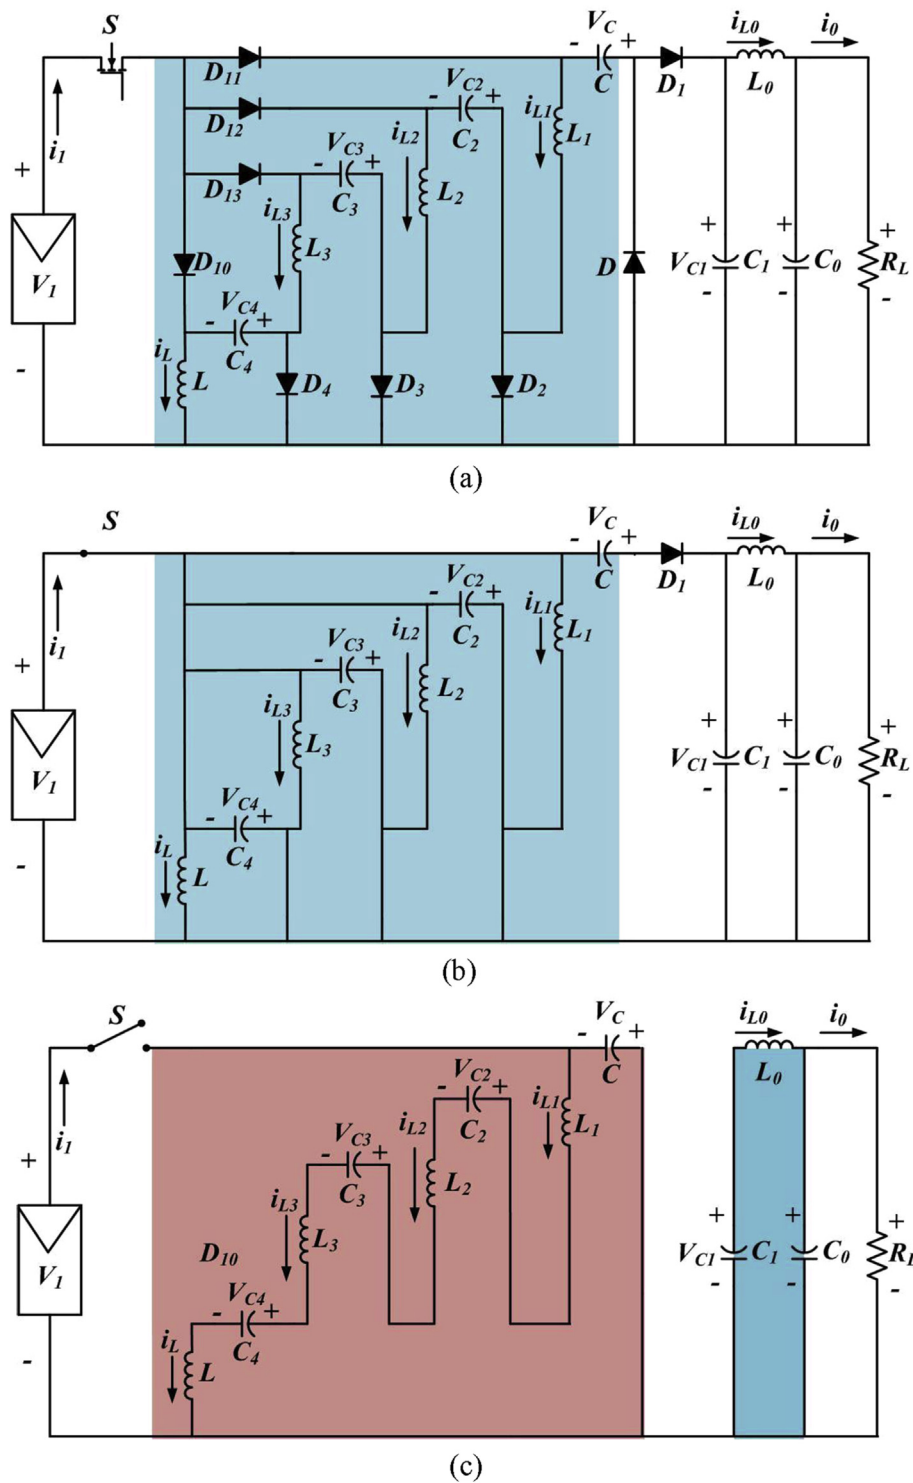 S
V_C
- +
C
D_1
i_L0
i_0
L_0
D_11
D_12
V_C2
- +
C_2
i_L2
i_L1
L_1
i_1
+
D_13
V_C3
- +
C_3
L_2
i_L3
L_3
V_1
D_10
D
+ + +
V_C1
C_1
C_0
R_L
- - -
V_C4
- +
C_4
i_L
L
D_4
D_3
D_2
-
(a)
S
V_C
- +
C
D_1
i_L0
i_0
L_0
V_C2
- +
C_2
i_L2
i_L1
L_1
i_1
+
V_C3
- +
C_3
L_2
i_L3
L_3
V_1
+ + +
V_C1
C_1
C_0
R_L
- - -
V_C4
- +
C_4
i_L
L
-
(b)
S
V_C
- +
C
i_L0
i_0
L_0
V_C2
- +
C_2
i_L2
i_L1
L_1
i_1
+
V_C3
- +
C_3
L_2
i_L3
L_3
D_10
V_1
+ + +
V_C1
C_1
C_0
R_L
- - -
V_C4
- +
C_4
i_L
L
-
(c)